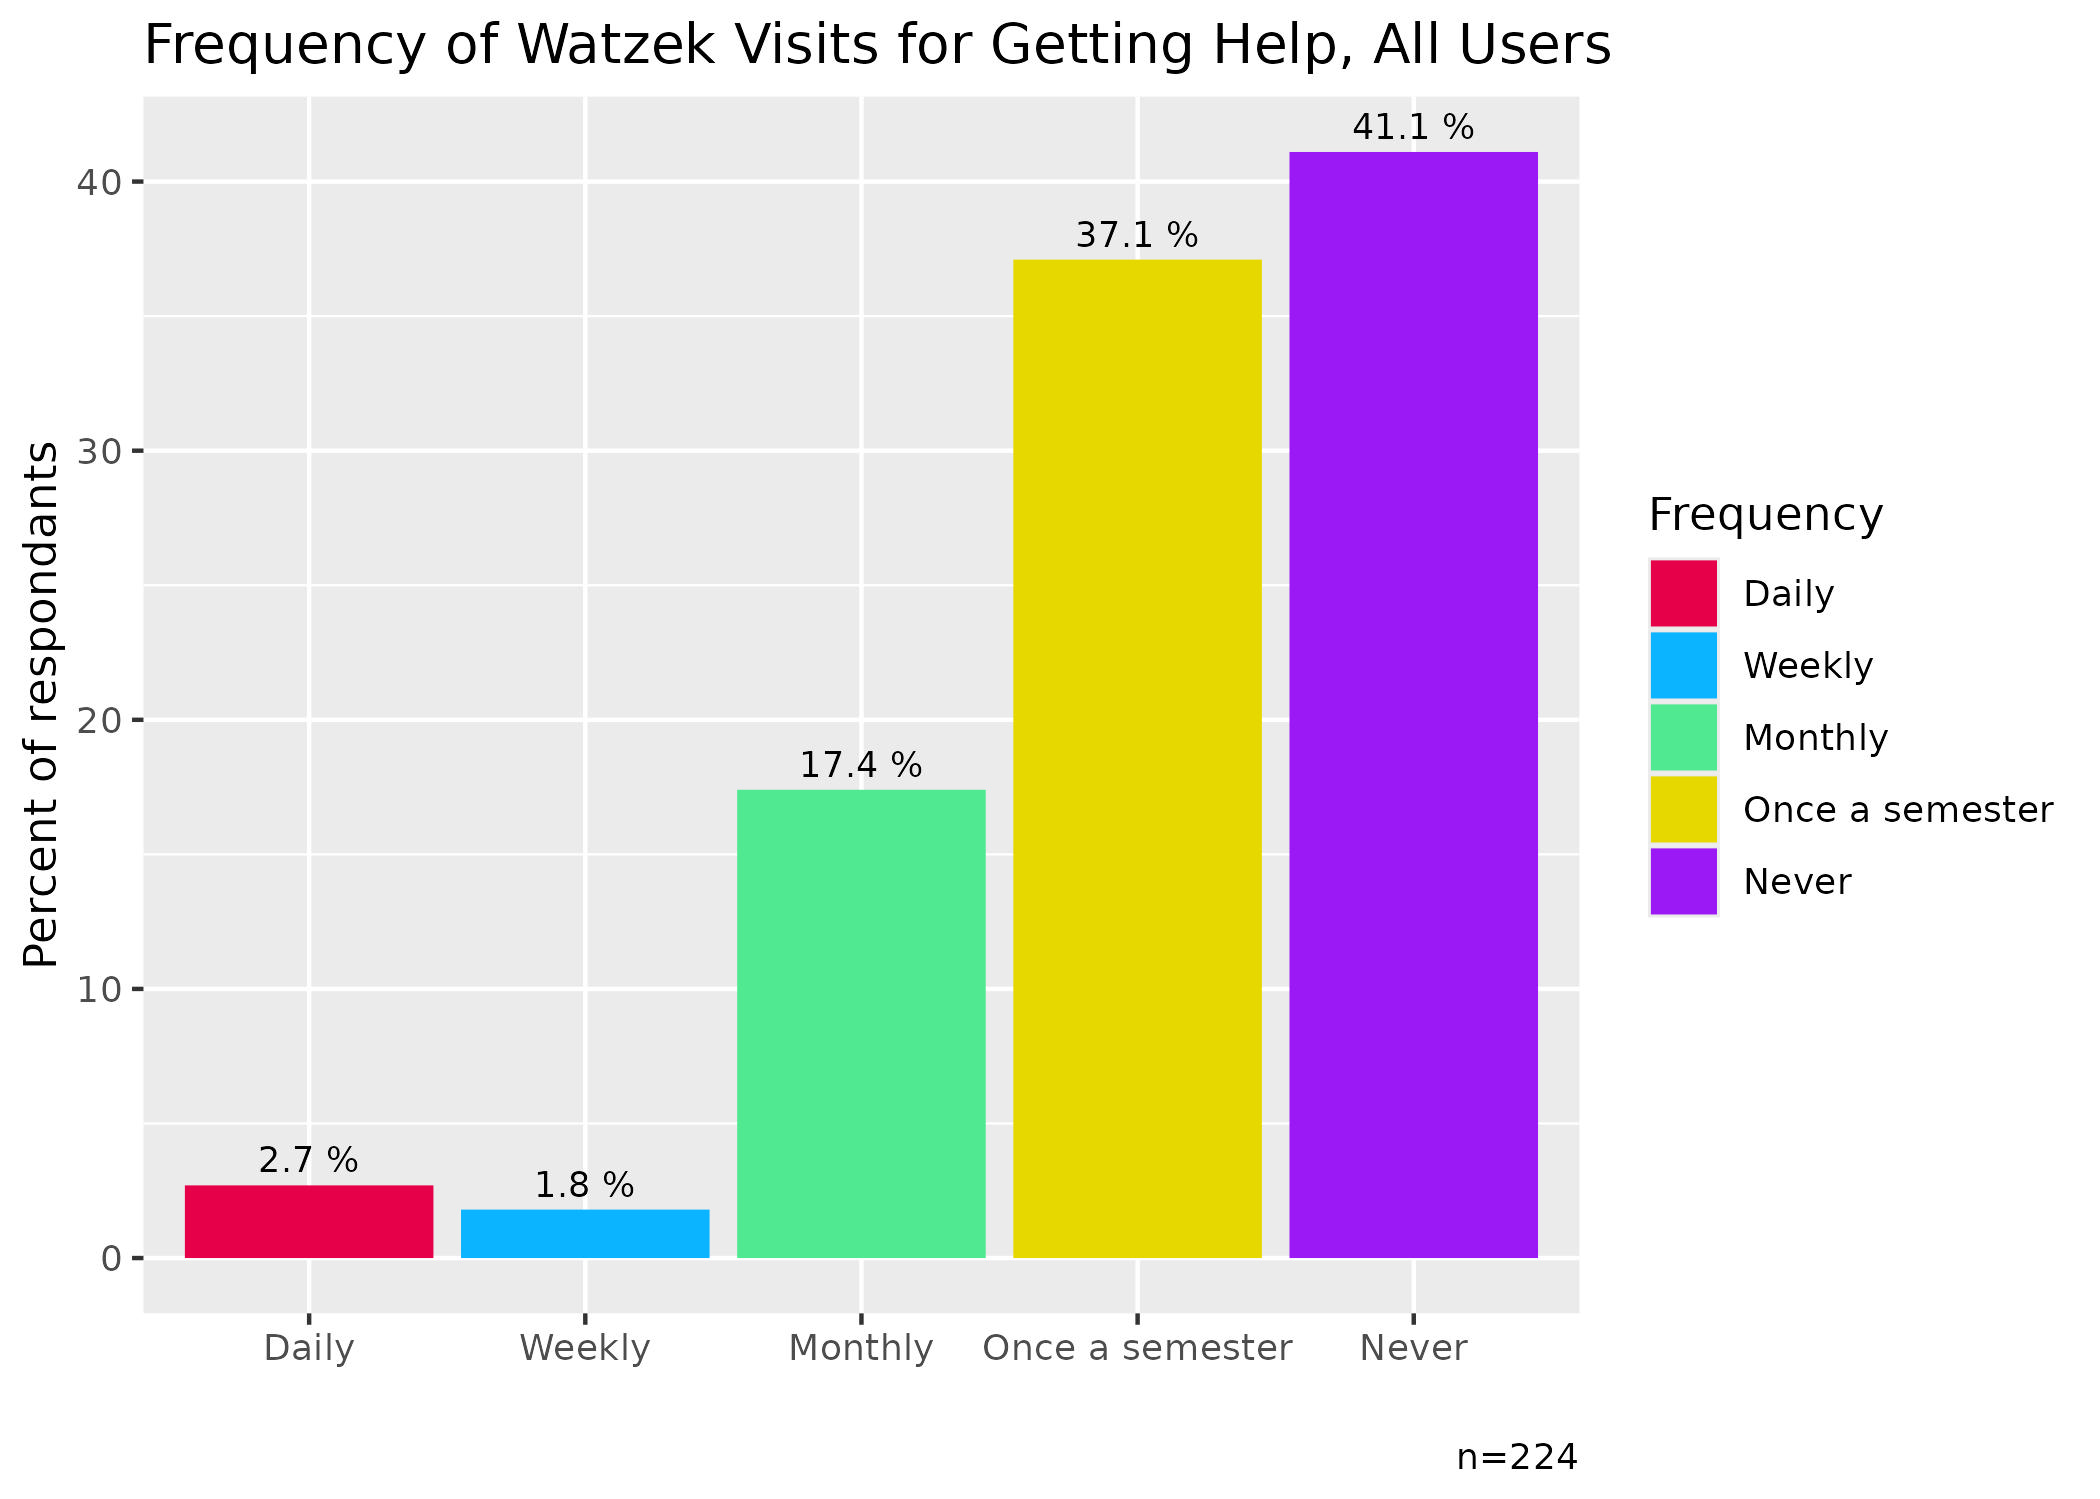 Frequency of Watzek Visits for Getting Help, All Users
Percent of respondants
40
30
20
10
0
2.7 %
1.8 %
17.4 %
37.1 %
41.1 %
Daily
Weekly
Monthly
Once a semester
Never
Frequency
Daily
Weekly
Monthly
Once a semester
Never
n=224